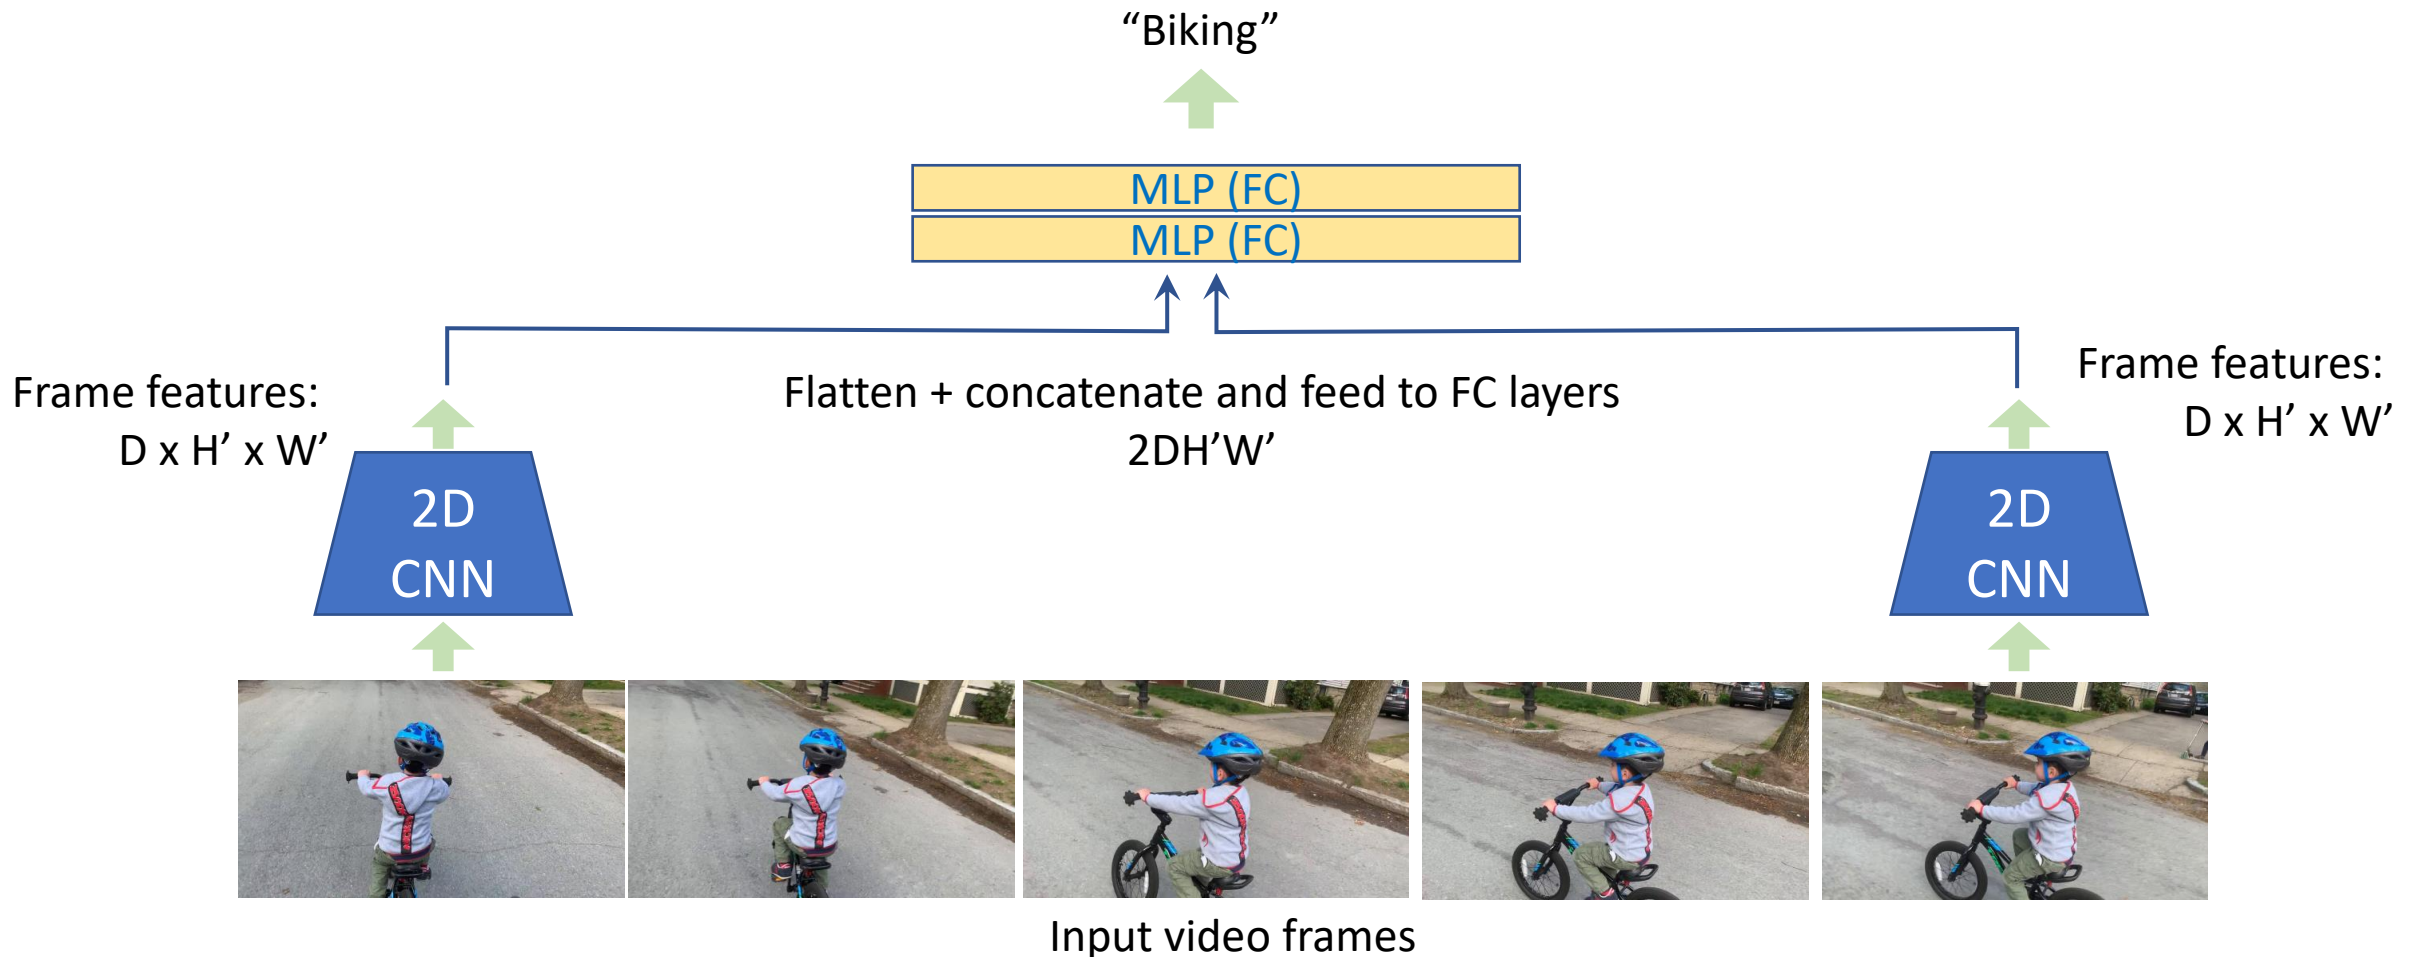 “Biking”
MLP (FC)
MLP (FC)
Frame features:
D x H’ x W’
Flatten + concatenate and feed to FC layers
2DH’W’
Frame features:
D x H’ x W’
2D
CNN
2D
CNN
Input video frames